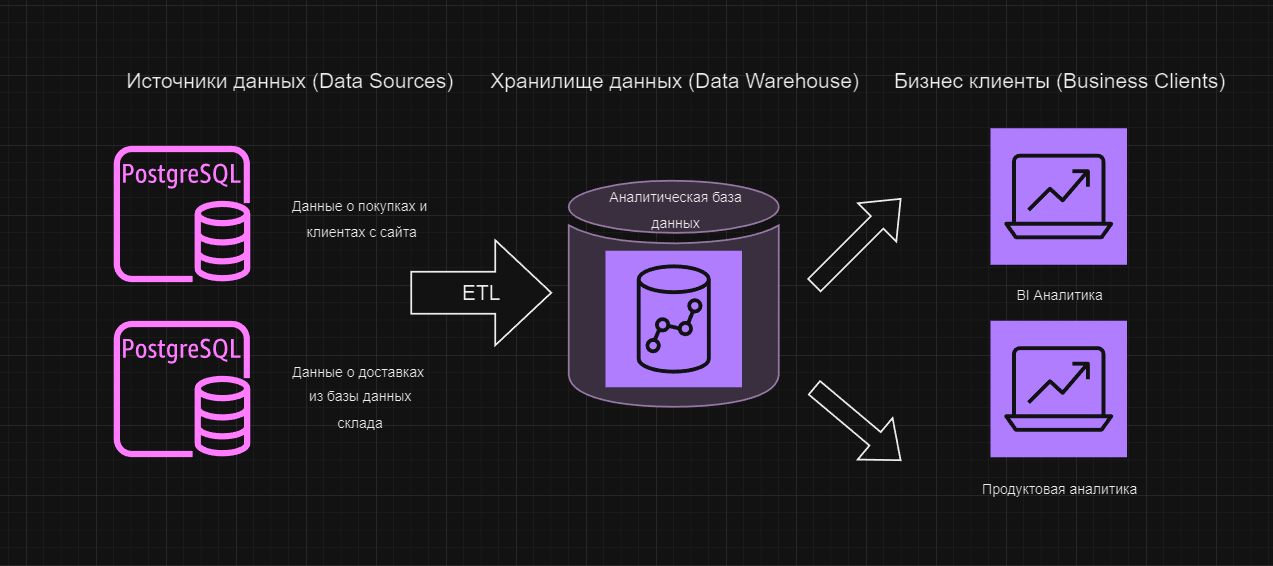 Источники данных (Data Sources)
Хранилище данных (Data Warehouse)
Бизнес клиенты (Business Clients)
PostgreSQL
Данные о покупках и
клиентах с сайта
PostgreSQL
Данные о доставках
из базы данных
склада
ETL
Аналитическая база
данных
BI Аналитика
Продуктовая аналитика